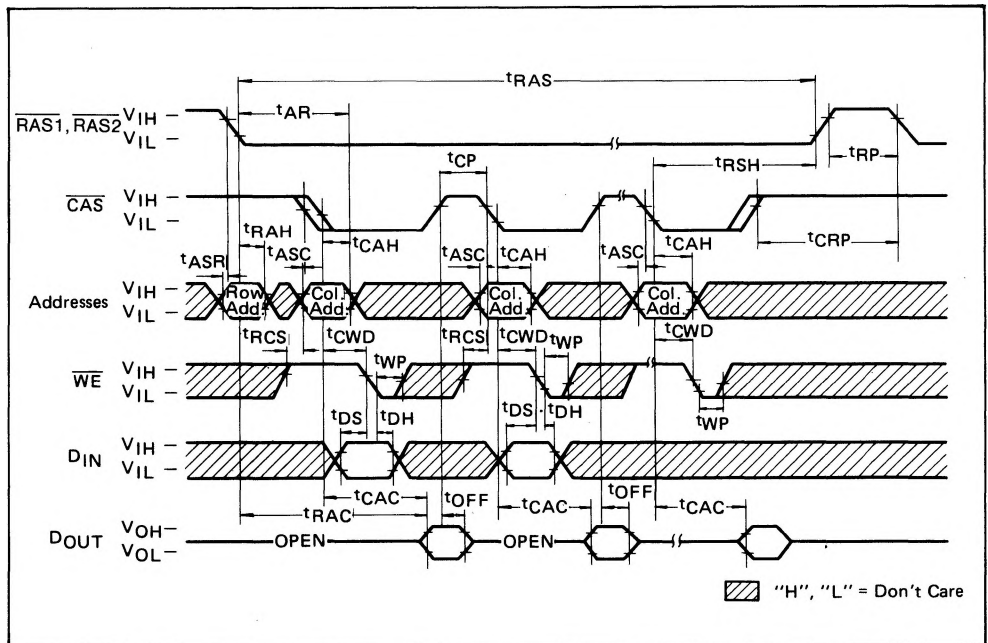 tRAS
RAS1, RAS2 VIH –
VIL –
tAR
tRP
tRSH
tCP
CAS VIH –
VIL –
tRAH
tCAH
tASC
tASR
tASC
tCAH
tASC
tCAH
tCRP
Addresses VIH –
VIL –
Row Add.
Col. Add.
Col. Add.
Col. Add.
tRCS
tCWD
tWP
tRCS
tCWD
tWP
tCWD
WE VIH –
VIL –
tWP
tDS
tDH
tDS
tDH
DIN VIH –
VIL –
tCAC
tOFF
tRAC
tCAC
tOFF
tCAC
DOUT VOH–
VOL–
OPEN
OPEN
"H", "L" = Don't Care